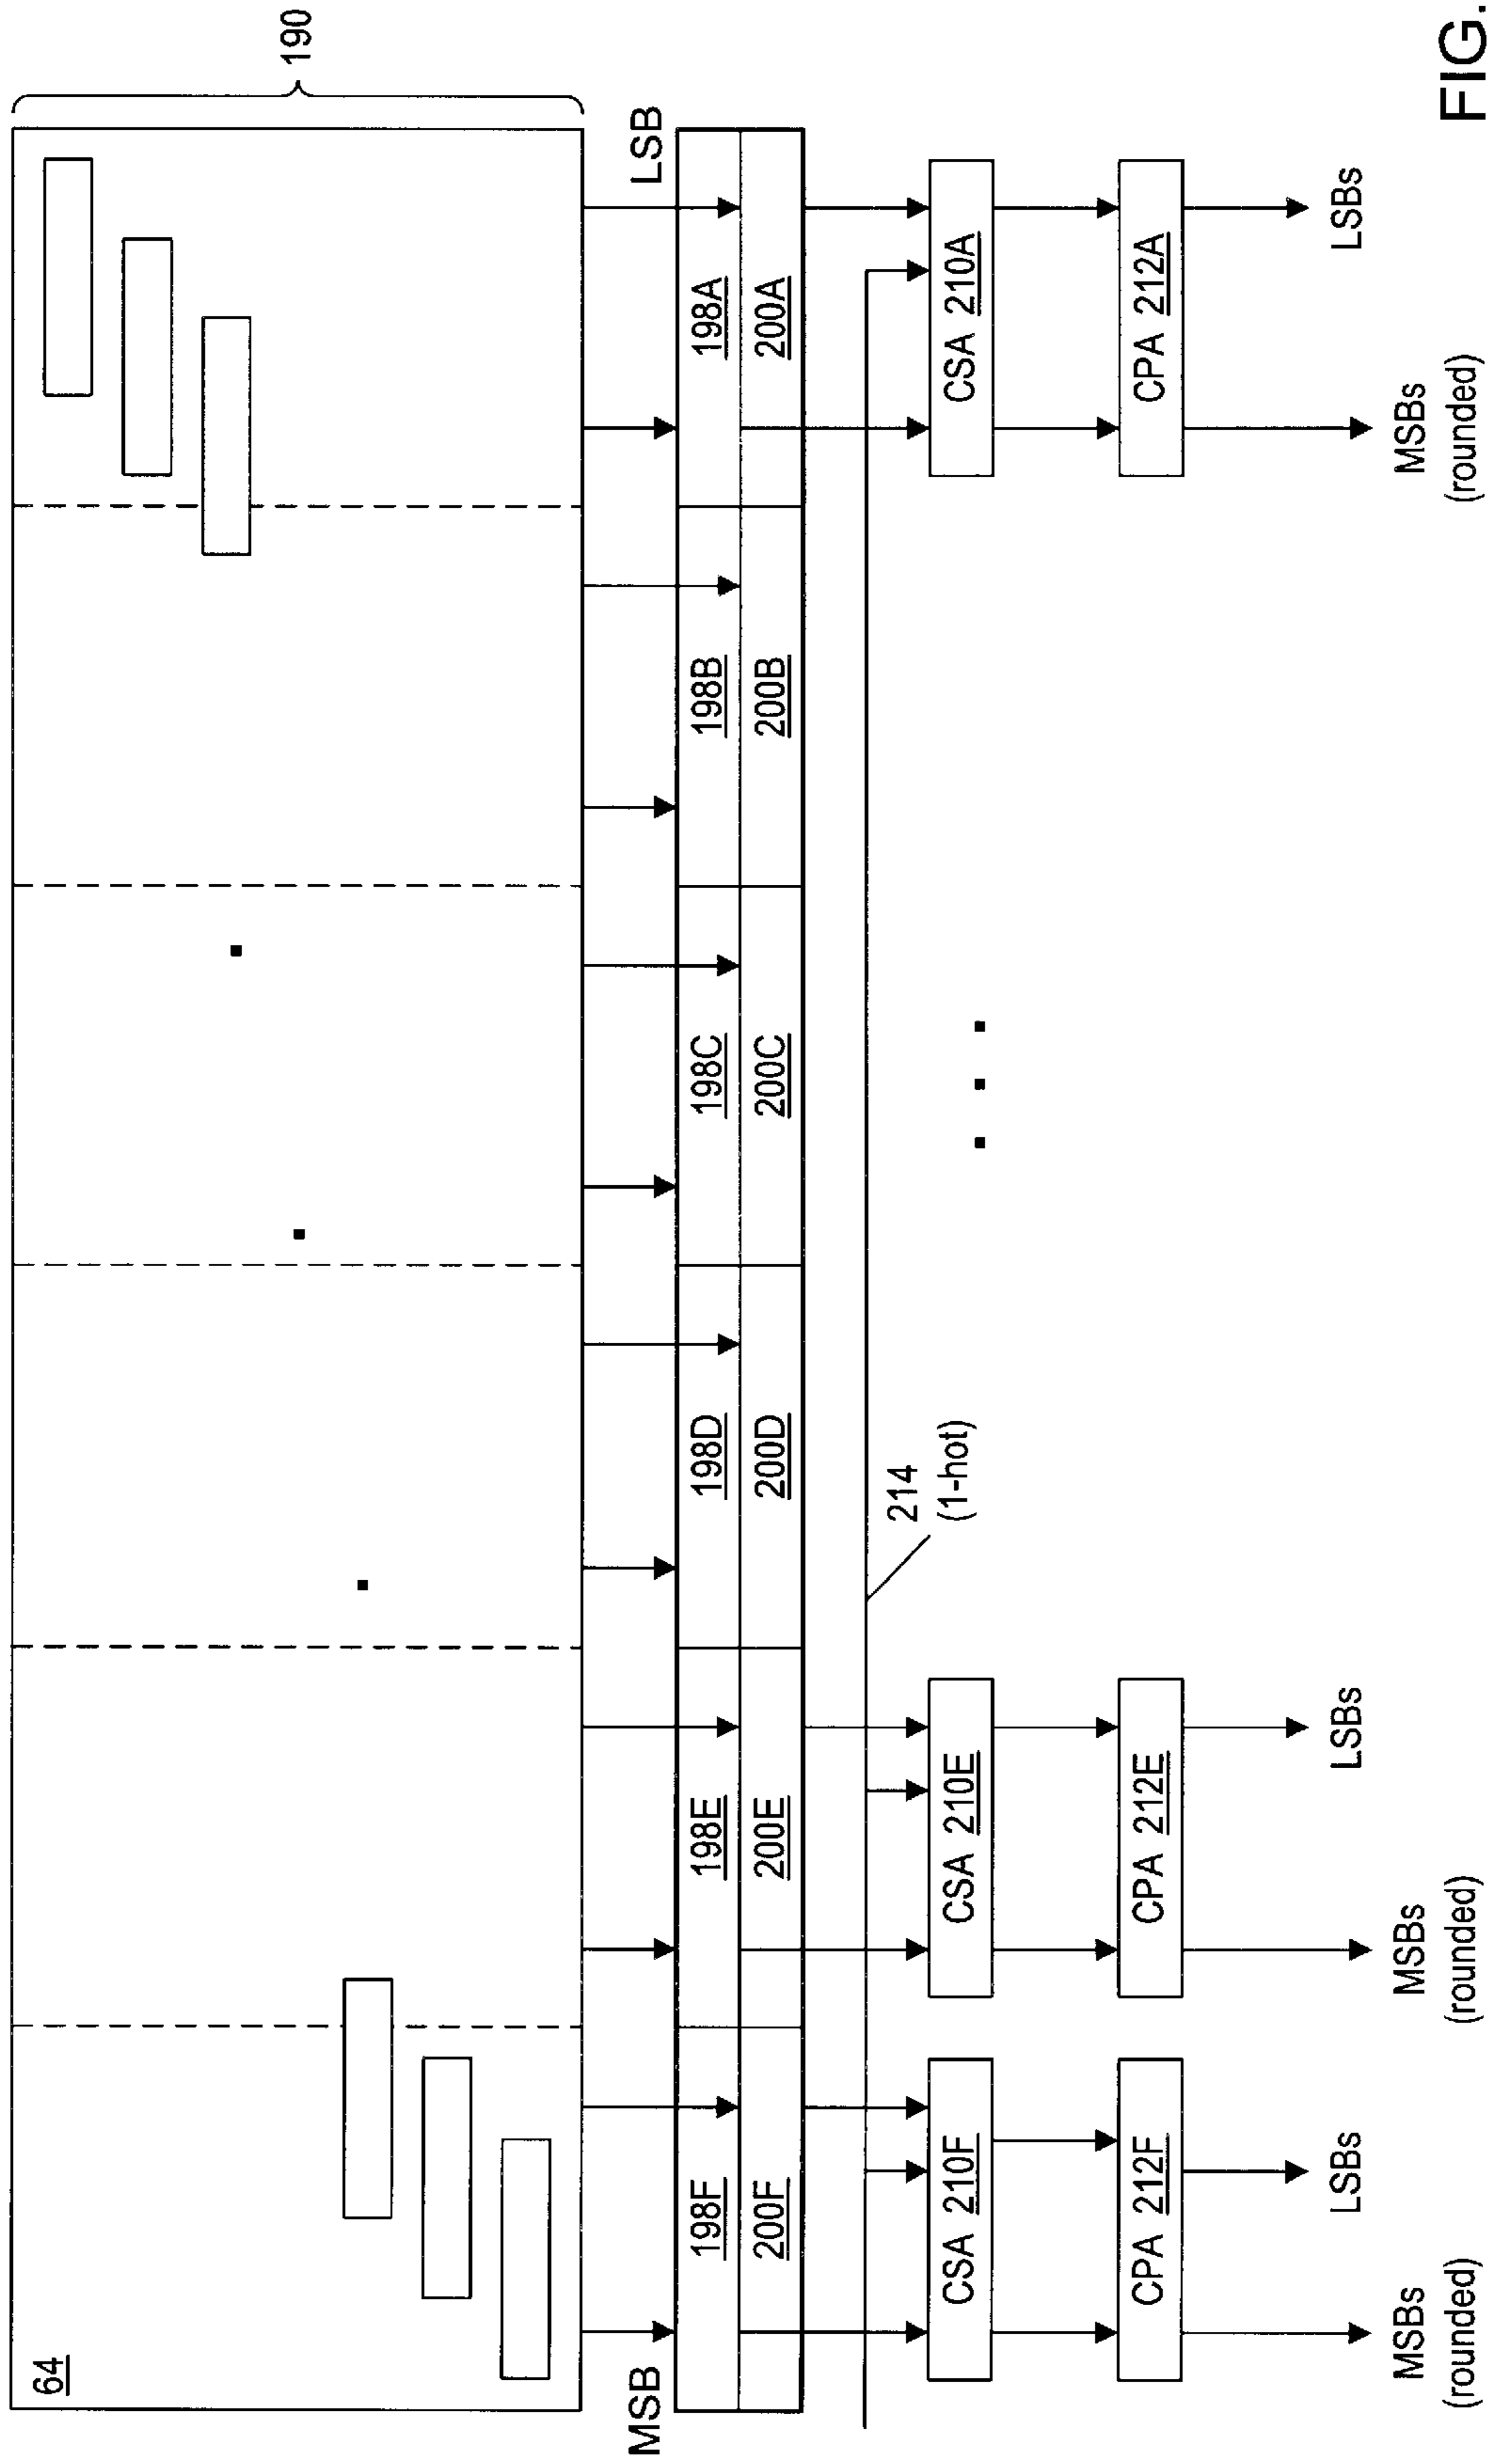 64
190
MSB
LSB
198F
198E
198D
198C
198B
198A
200F
200E
200D
200C
200B
200A
214
(1-hot)
CSA 210F
CSA 210E
CSA 210A
CPA 212F
CPA 212E
CPA 212A
MSBs
(rounded)
LSBs
MSBs
(rounded)
LSBs
MSBs
(rounded)
LSBs
FIG.